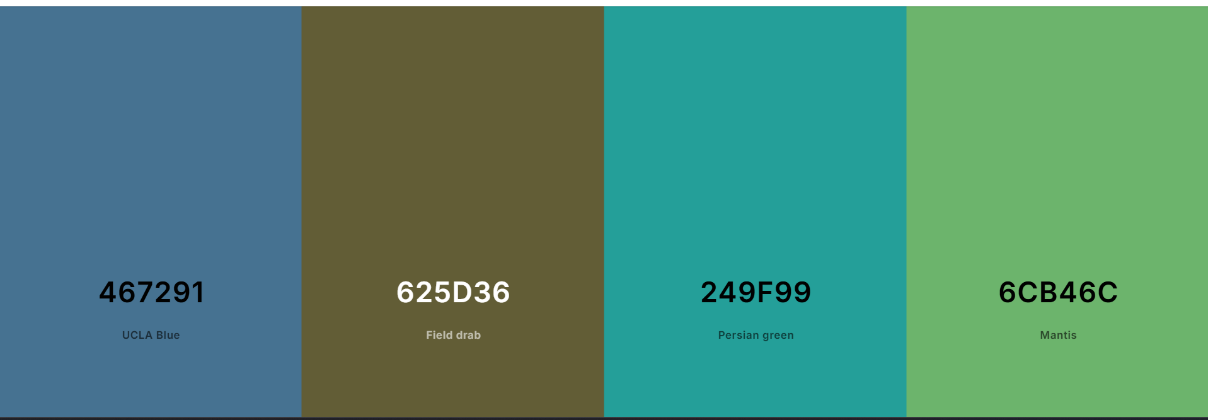 467291
UCLA Blue
625D36
Field drab
249F99
Persian green
6CB46C
Mantis